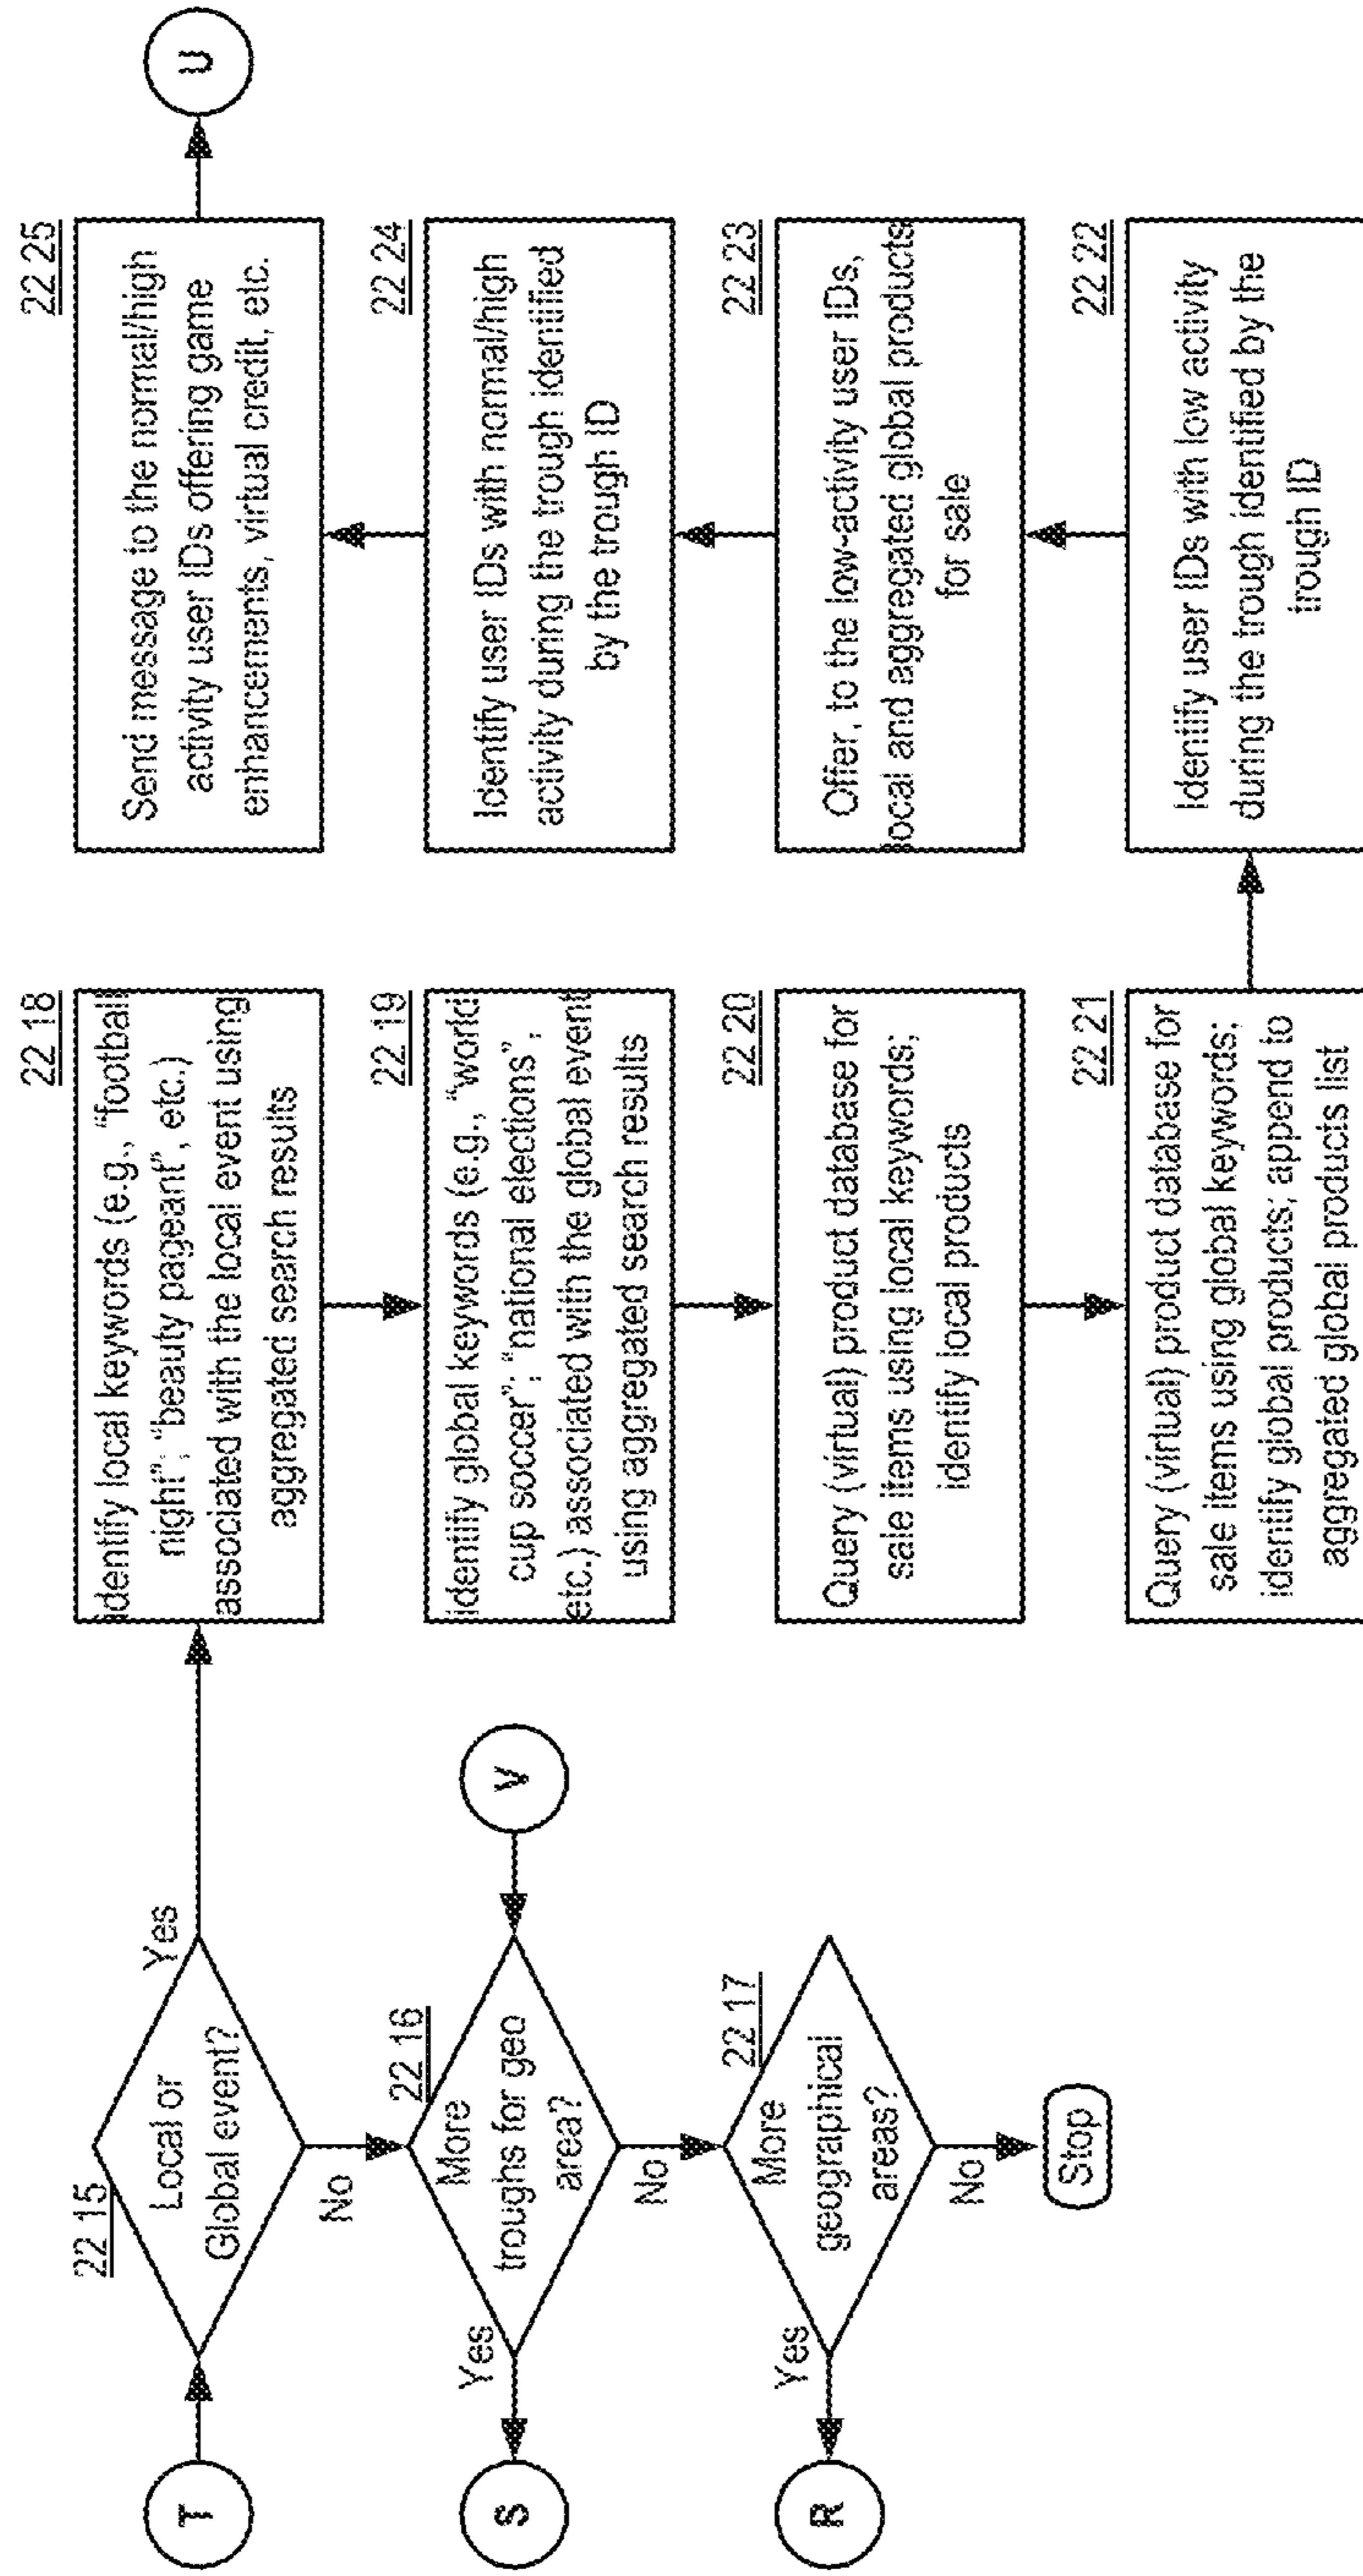 T
22 15
Local or
Global event?
Yes
No
22 16
More
troughs for geo
area?
Yes
S
V
No
22 17
More
geographical
areas?
Yes
R
No
Stop
22 18
Identify local keywords (e.g., "football
night"; "beauty pageant", etc.)
associated with the local event using
aggregated search results
22 19
Identify global keywords (e.g., "world
cup soccer"; "national elections",
etc.) associated with the global event
using aggregated search results
22 20
Query (virtual) product database for
sale items using local keywords;
identify local products
22 21
Query (virtual) product database for
sale items using global keywords;
identify global products; append to
aggregated global products list
22 22
Identify user IDs with low activity
during the trough identified by the
trough ID
22 23
Offer, to the low-activity user IDs,
local and aggregated global products
for sale
22 24
Identify user IDs with normal/high
activity during the trough identified
by the trough ID
22 25
Send message to the normal/high
activity user IDs offering game
enhancements, virtual credit, etc.
U